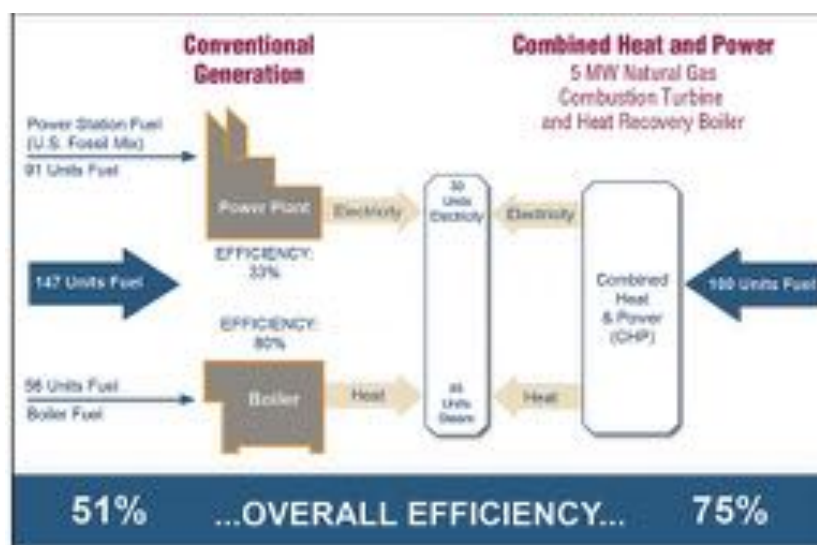 Conventional
Generation
Combined Heat and Power
5 MW Natural Gas
Combustion Turbine
and Heat Recovery Boiler
Power Station Fuel
(U.S. Fossil Mix)
91 Units Fuel
Power Plant
Electricity
30
Units
Electricity
Electricity
EFFICIENCY:
33%
147 Units Fuel
Combined
Heat
& Power
(CHP)
100 Units Fuel
EFFICIENCY:
80%
56 Units Fuel
Boiler Fuel
Boiler
Heat
45
Units
Steam
Heat
51% ...OVERALL EFFICIENCY... 75%